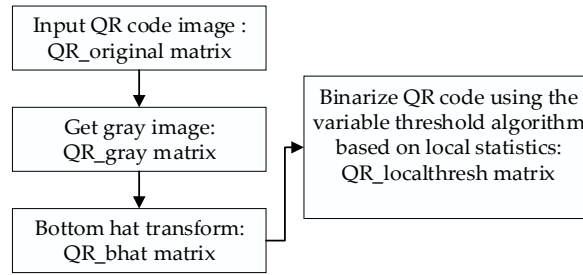 Input QR code image :
QR_original matrix
Get gray image:
QR_gray matrix
Bottom hat transform:
QR_bhat matrix
Binarize QR code using the
variable threshold algorithm
based on local statistics:
QR_localthresh matrix